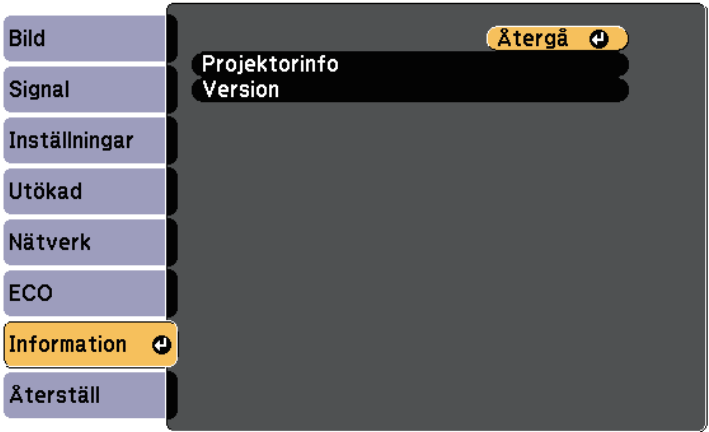 Bild
Signal
Inställningar
Utökad
Nätverk
ECO
Information
Återställ
Återgå
Projektorinfo
Version